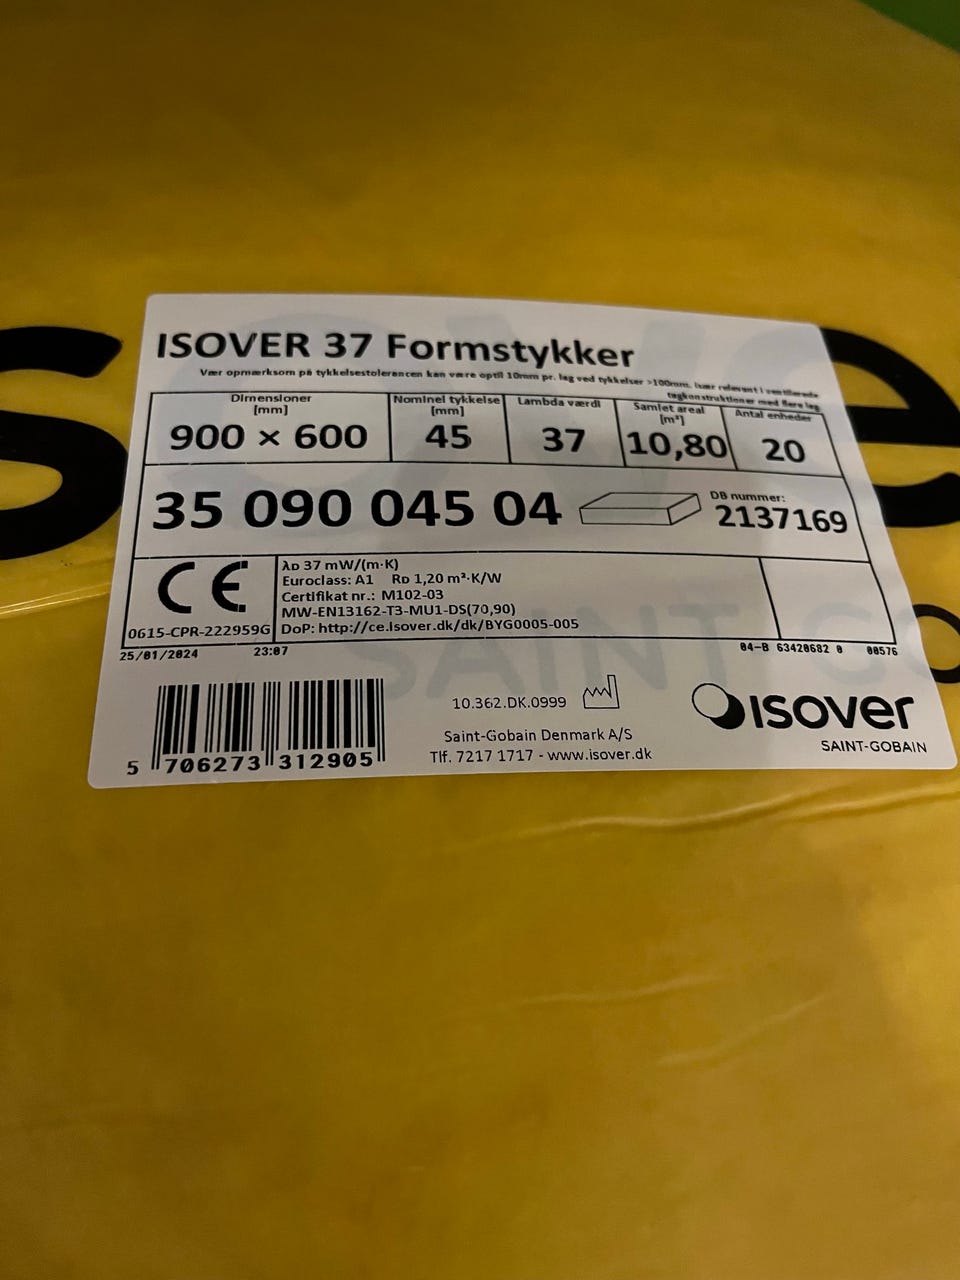 ISOVER 37 Formstykker
Vær opmærksom på tykkelsestolerancen kan være optil 10mm pr. lag ved tykkelser >100mm. Især relevant i ventilerede
tagkonstruktioner med flere lag
Dimensioner
[mm]
900 × 600
Nominel tykkelse
[mm]
45
Lambda værdi
37
Samlet areal
[m²]
10,80
Antal enheder
20
35 090 045 04
DB nummer:
2137169
CE
0615-CPR-222959G
λD 37 mW/(m·K)
Euroclass: A1 RD 1,20 m²·K/W
Certifikat nr.: M102-03
MW-EN13162-T3-MU1-DS(70,90)
DoP: http://ce.isover.dk/dk/BYG0005-005
25/01/2024 23:07
04-B 63420682 0 00576
5 706273 312905
10.362.DK.0999
Saint-Gobain Denmark A/S
Tlf. 7217 1717 - www.isover.dk
isover
SAINT-GOBAIN